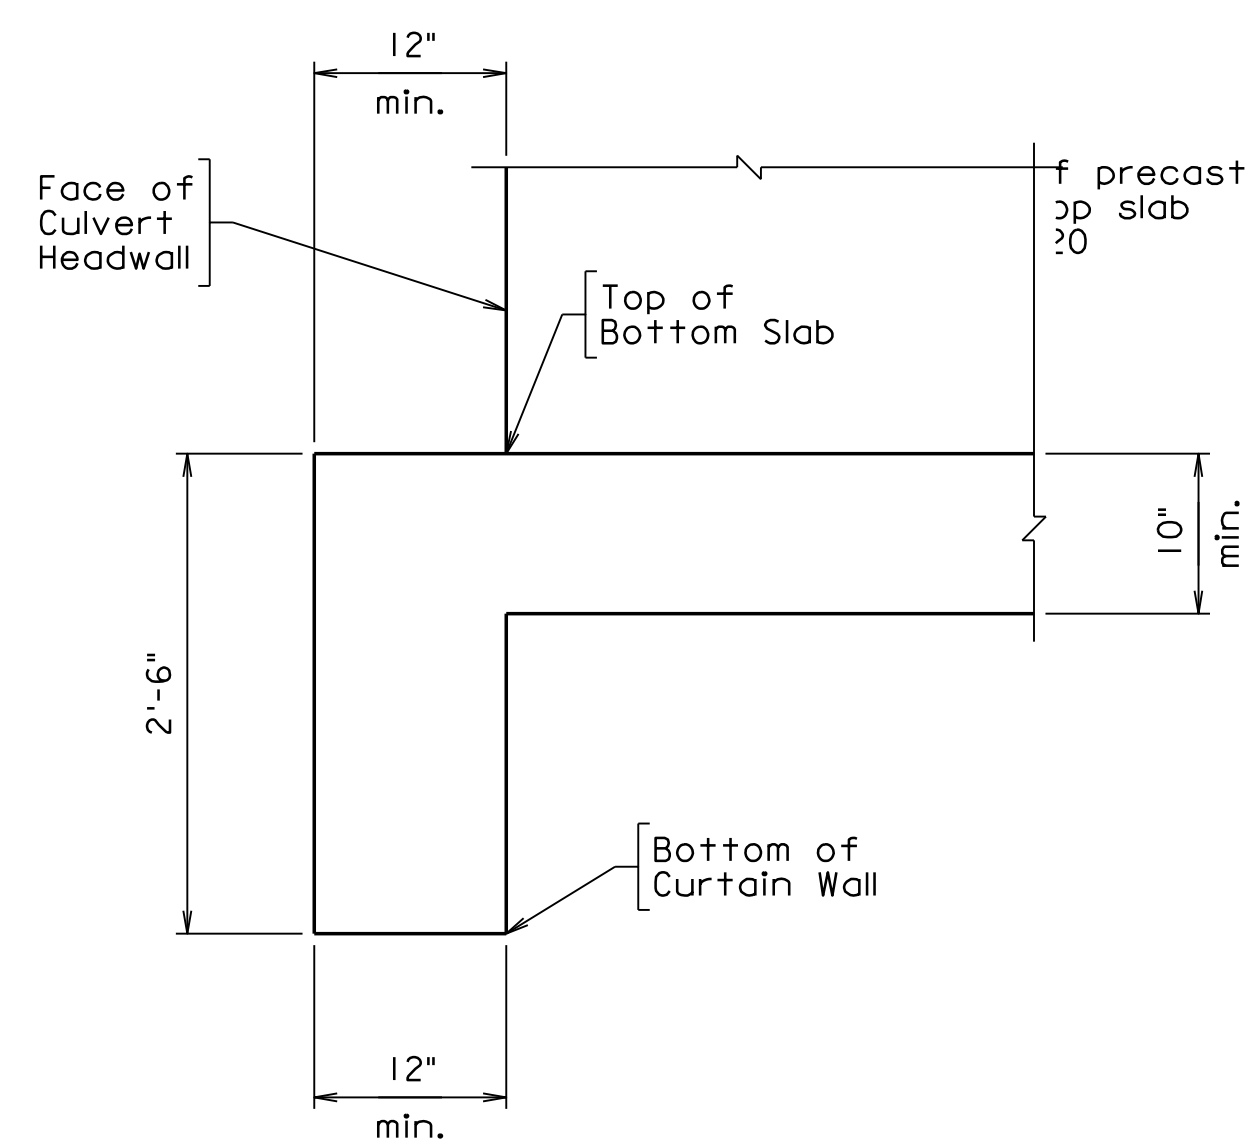 12"
min.
Face of
Culvert
Headwall
precast
slab
20
Top of
Bottom Slab
10"
min.
2'-6"
Bottom of
Curtain Wall
12"
min.